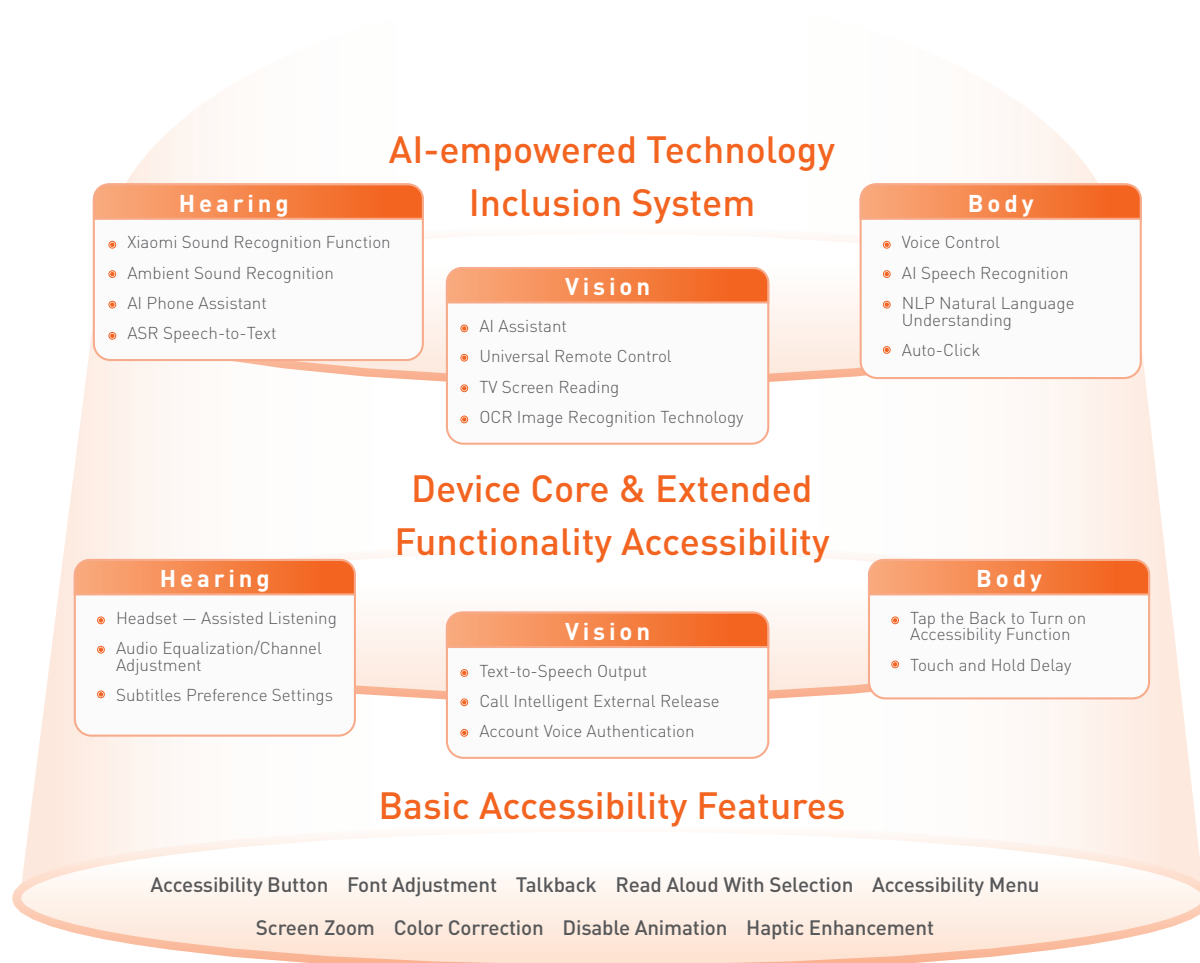 AI-empowered Technology
Inclusion System
Hearing
Xiaomi Sound Recognition Function
Ambient Sound Recognition
AI Phone Assistant
ASR Speech-to-Text
Vision
AI Assistant
Universal Remote Control
TV Screen Reading
OCR Image Recognition Technology
Body
Voice Control
AI Speech Recognition
NLP Natural Language
Understanding
Auto-Click
Device Core & Extended
Functionality Accessibility
Hearing
Headset — Assisted Listening
Audio Equalization/Channel
Adjustment
Subtitles Preference Settings
Vision
Text-to-Speech Output
Call Intelligent External Release
Account Voice Authentication
Body
Tap the Back to Turn on
Accessibility Function
Touch and Hold Delay
Basic Accessibility Features
Accessibility Button Font Adjustment Talkback Read Aloud With Selection Accessibility Menu
Screen Zoom Color Correction Disable Animation Haptic Enhancement